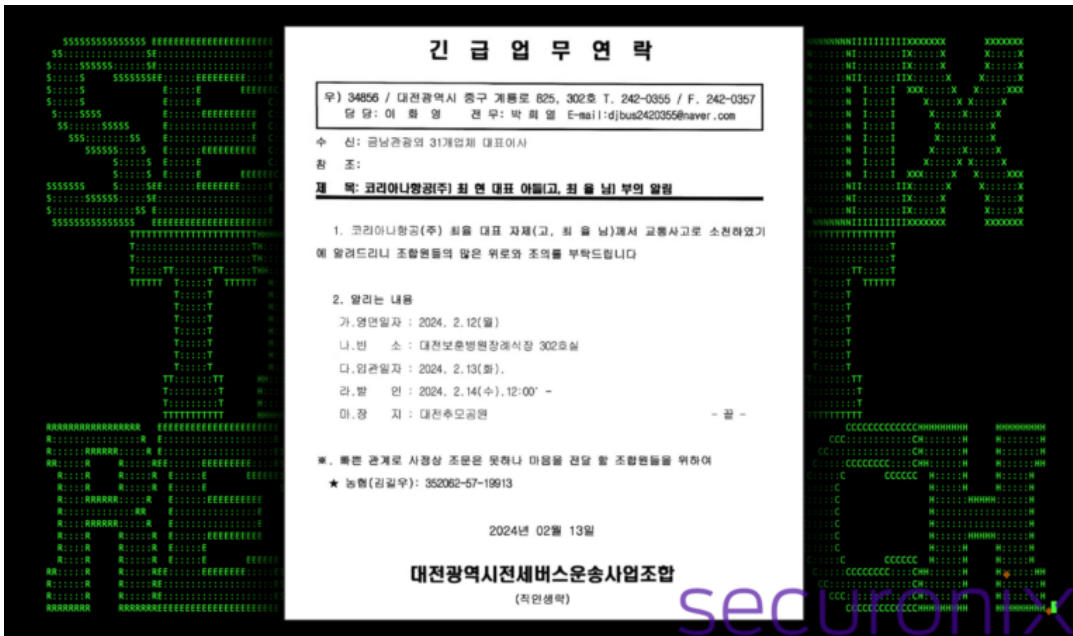 긴 급 업 무 연 락
우) 34856 / 대전광역시 중구 계룡로 825, 302호 T. 242-0355 / F. 242-0357
담 당: 이 화 영 전 무: 박 희 열 E-mail:djbus2420355@naver.com
수 신: 금남관광외 31개업체 대표이사
참 조:
제 목: 코리아나항공(주) 최 현 대표 아들(고, 최 율 님) 부의 알림
1. 코리아나항공(주) 최율 대표 자제(고, 최 율 님)께서 교통사고로 소천하였기
에 알려드리니 조합원들의 많은 위로와 조의를 부탁드립니다
2. 알리는 내용
가.영면일자 : 2024. 2.12(월)
나.빈 소 : 대전보훈병원장례식장 302호실
다.입관일자 : 2024. 2.13(화).
라.발 인 : 2024. 2.14(수).12:00' -
마.장 지 : 대전추모공원 - 끝 -
※. 빠쁜 관계로 사정상 조문은 못하나 마음을 전달 할 조합원들을 위하여
★ 농협(김길우): 352062-57-19913
2024년 02월 13일
대전광역시전세버스운송사업조합
(직인생략)
securonix